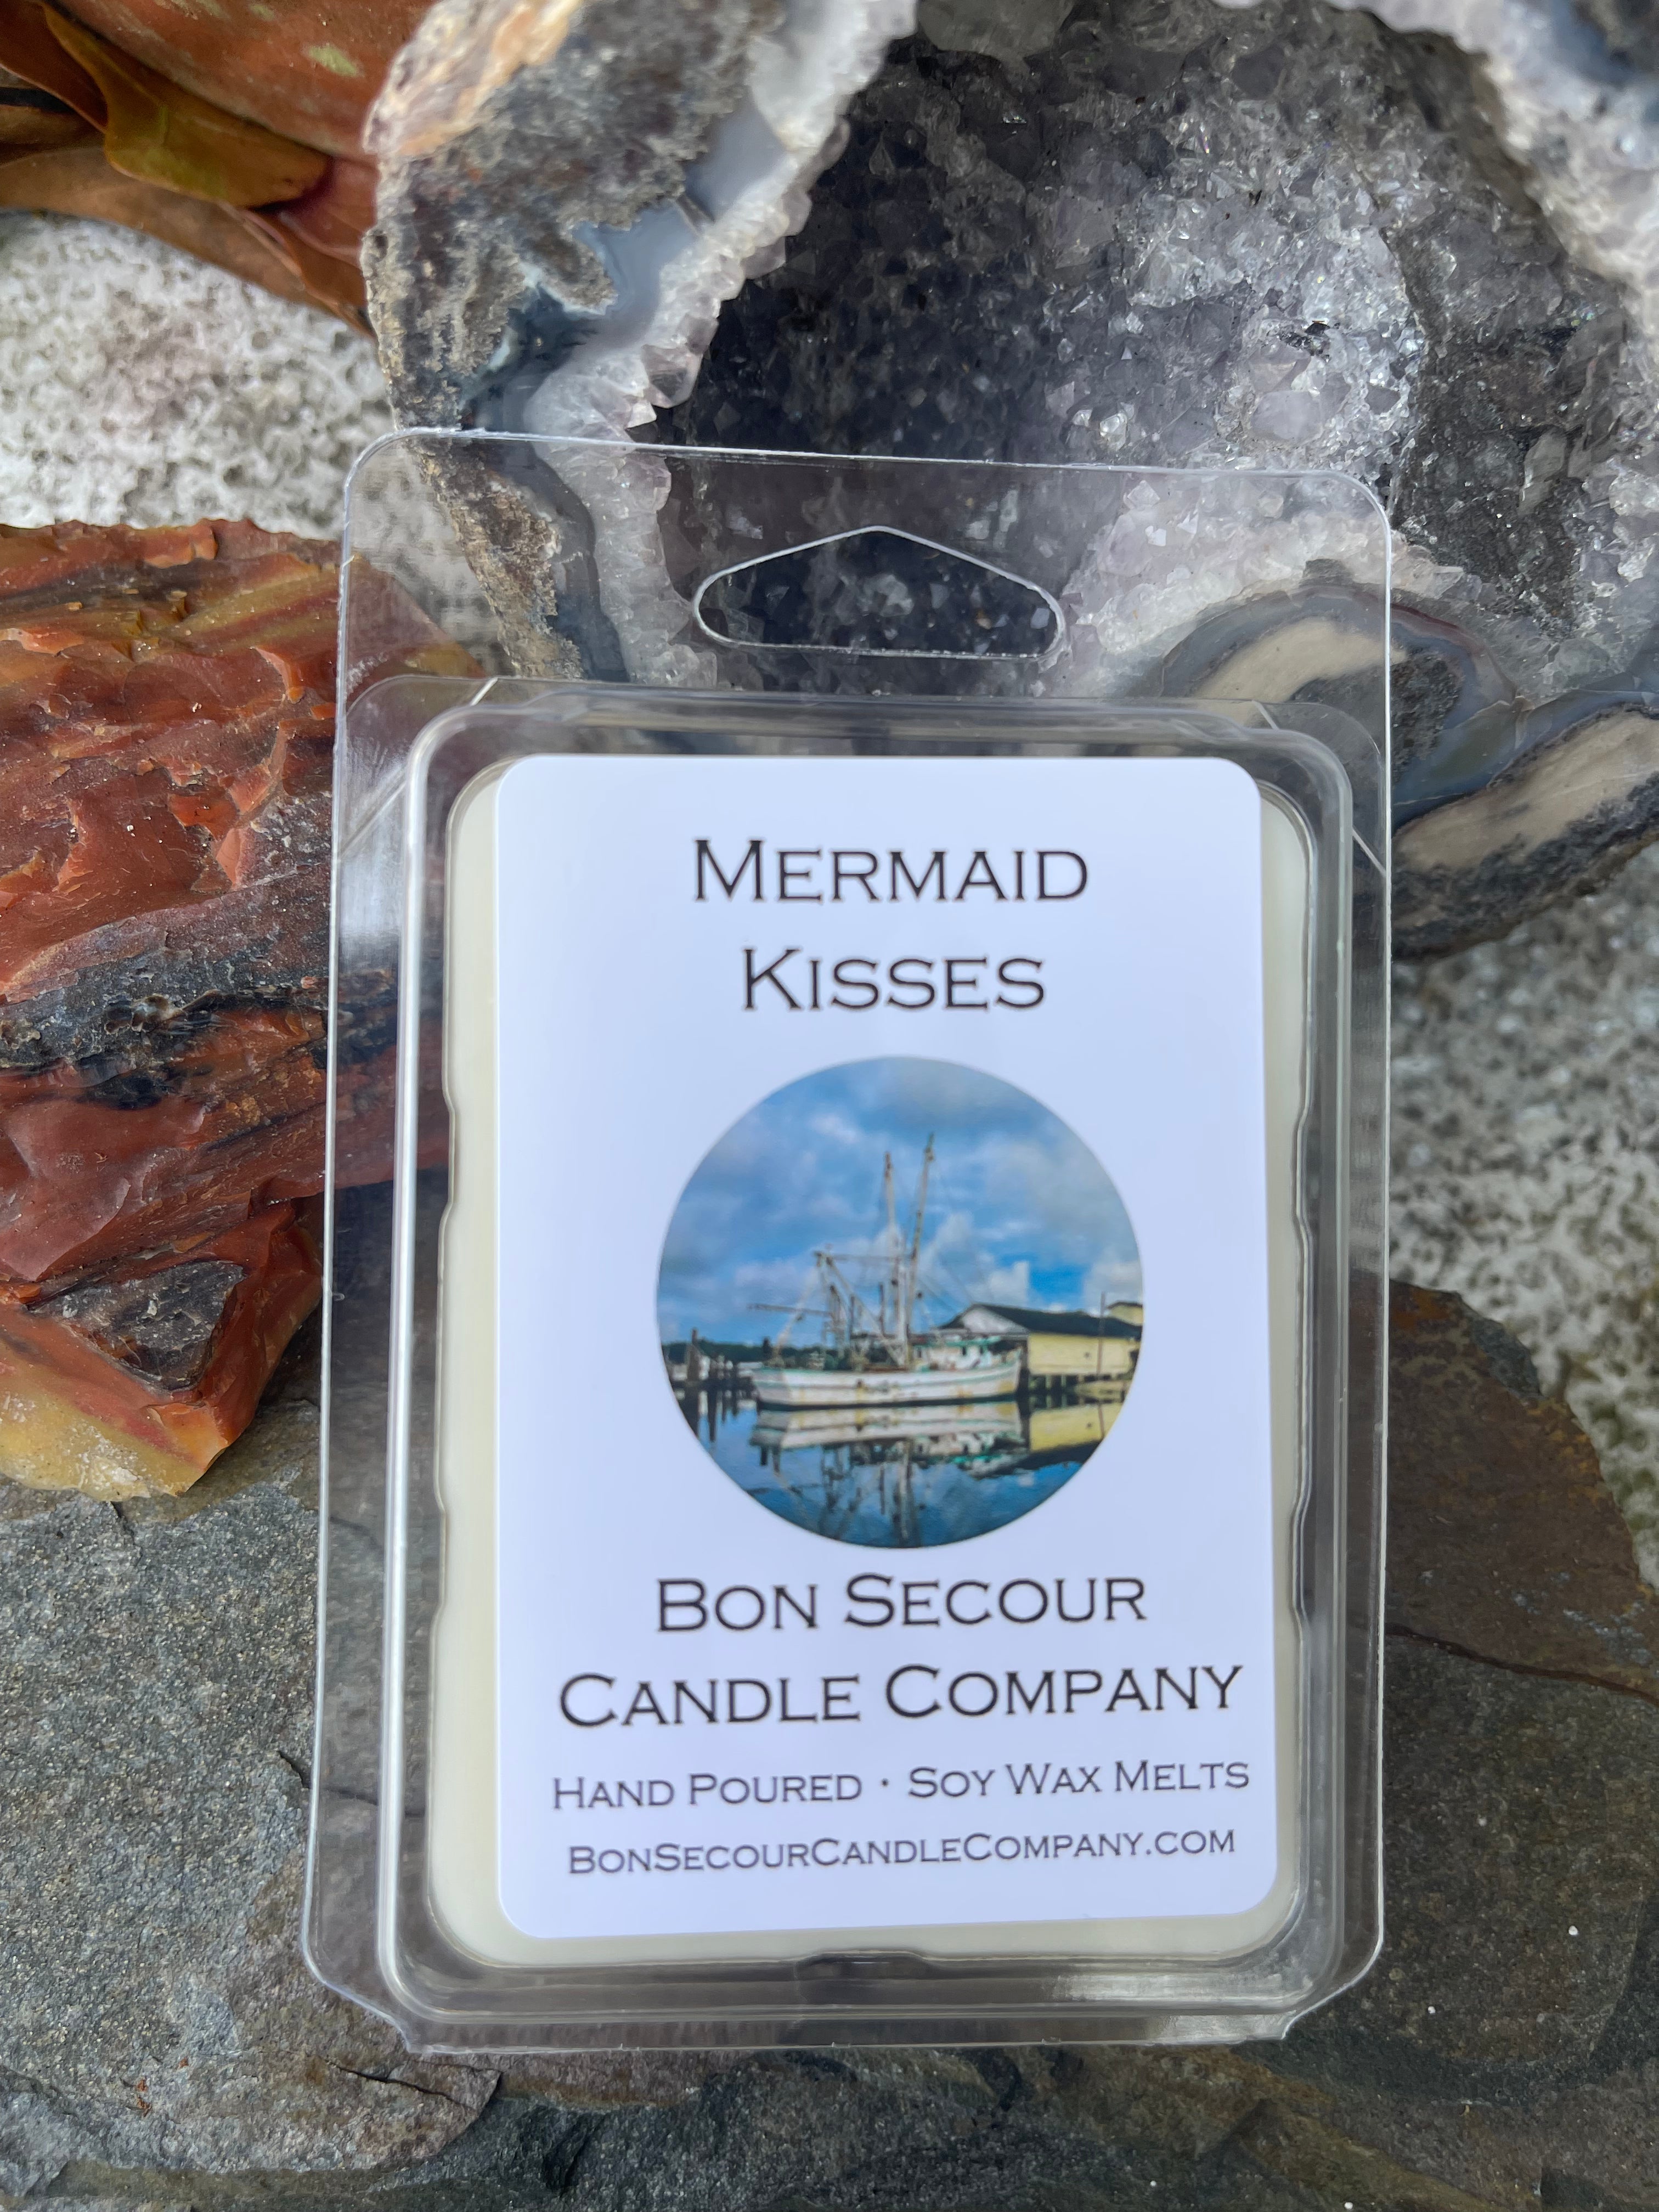 Mermaid
Kisses
Bon Secour
Candle Company
Hand Poured · Soy Wax Melts
BonSecourCandleCompany.com